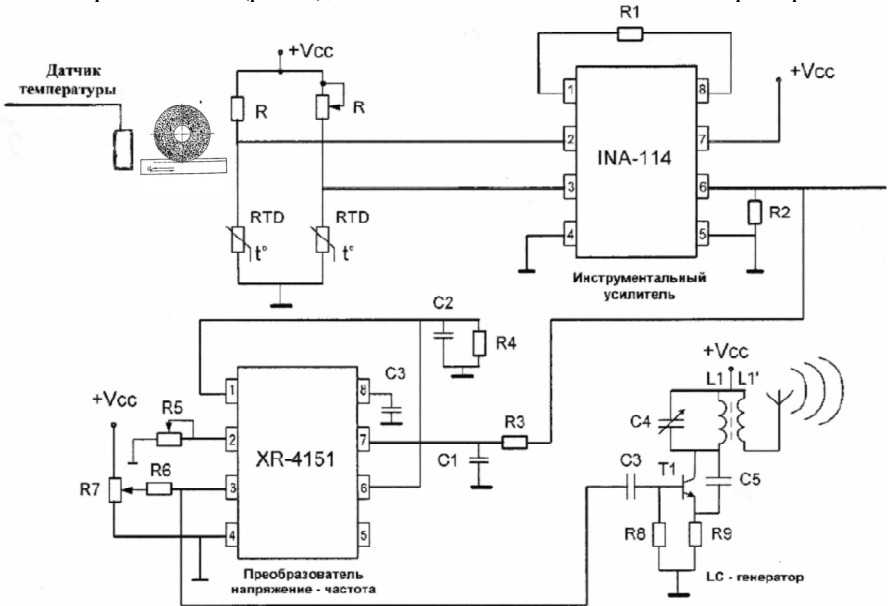 R1
+Vcc
+Vcc
Датчик
температуры
R
R
1
8
2
7
INA-114
3
6
R2
4
5
RTD
t°
RTD
t°
Инструментальный
усилитель
C2
R4
+Vcc
L1
L1'
C4
C3
1
8
+Vcc
R5
2
7
R3
C1
XR-4151
C3
T1
C5
R7
R6
3
6
R8
R9
4
5
Преобразователь
напряжение - частота
LC - генератор